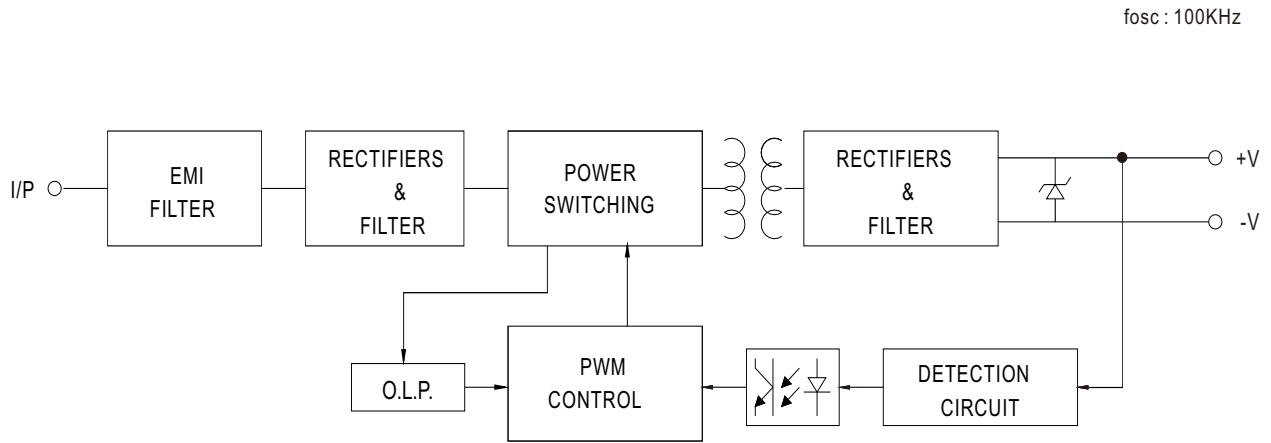 fosc : 100KHz
I/P
EMI
FILTER
RECTIFIERS
&
FILTER
POWER
SWITCHING
RECTIFIERS
&
FILTER
+V
-V
O.L.P.
PWM
CONTROL
DETECTION
CIRCUIT